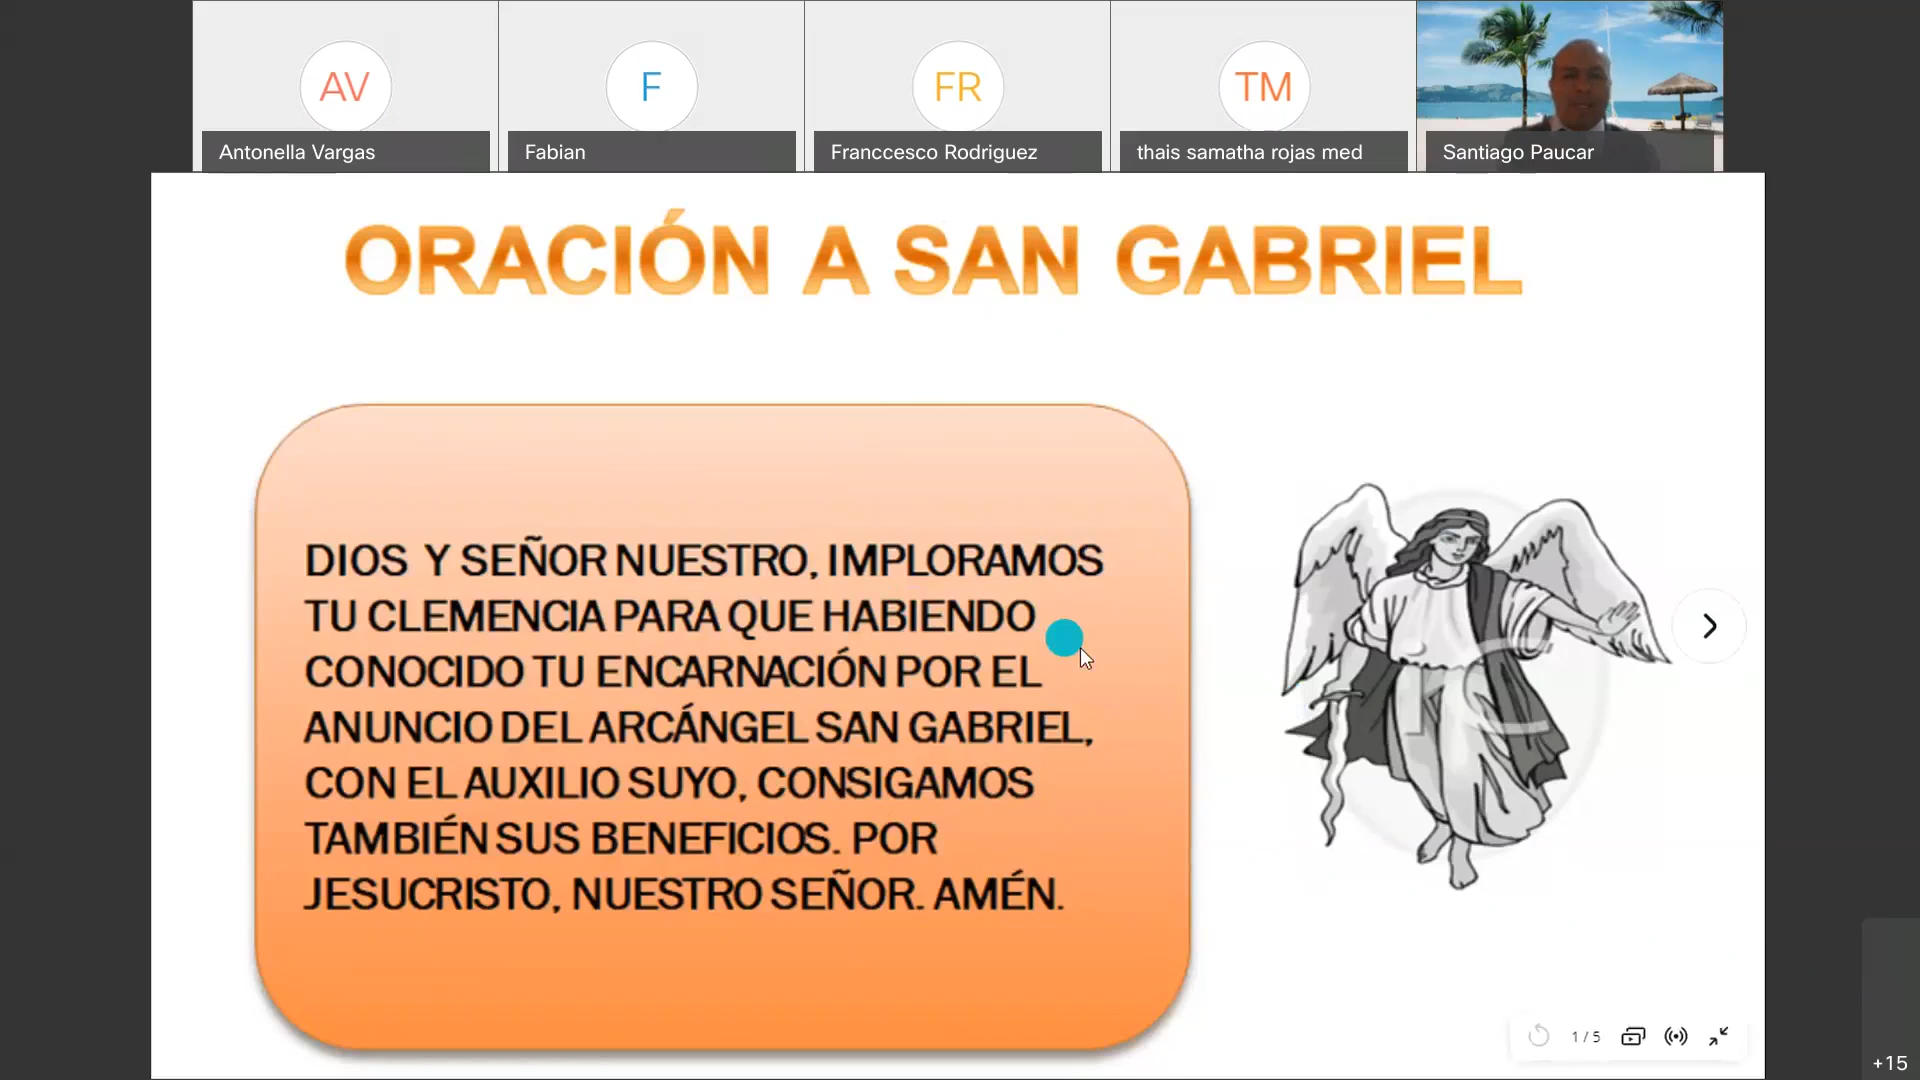 AV
F
FR
TM
Antonella Vargas
Fabian
Franccesco Rodriguez
thais samatha rojas med
Santiago Paucar
ORACIÓN A SAN GABRIEL
DIOS Y SEÑOR NUESTRO, IMPLORAMOS
TU CLEMENCIA PARA QUE HABIENDO
CONOCIDO TU ENCARNACIÓN POR EL
ANUNCIO DEL ARCÁNGEL SAN GABRIEL,
CON EL AUXILIO SUYO, CONSIGAMOS
TAMBIÉN SUS BENEFICIOS. POR
JESUCRISTO, NUESTRO SEÑOR. AMÉN.
1 / 5
+15